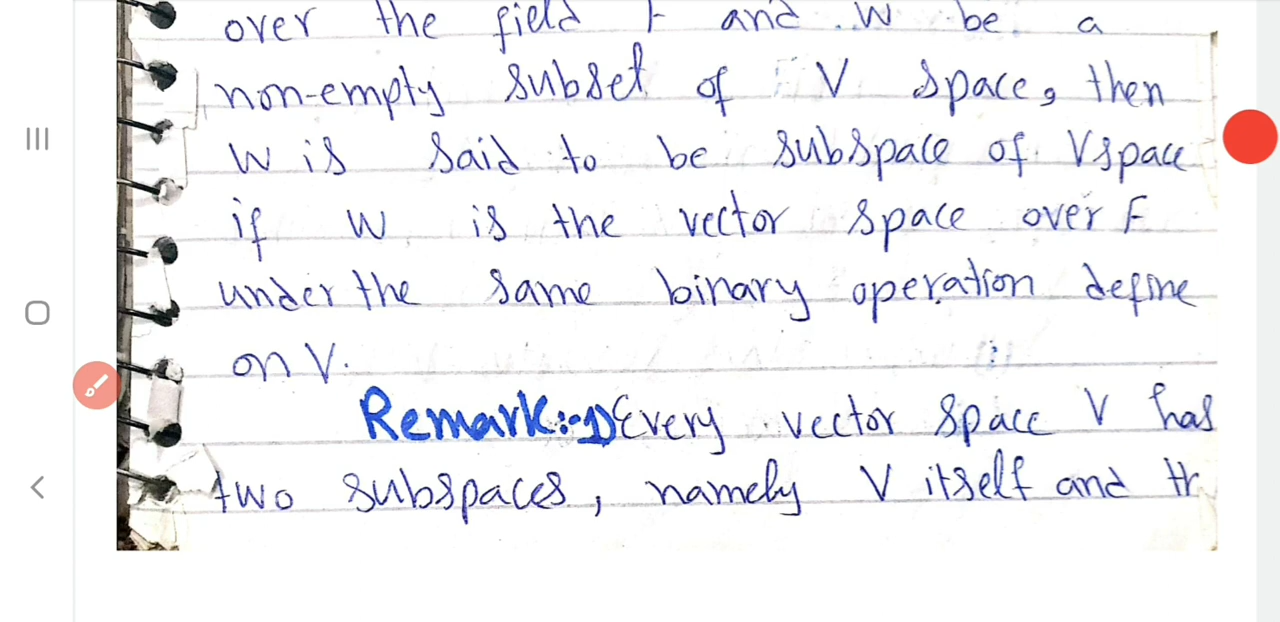 over the field F and W be a
non-empty subset of V space, then
W is said to be subspace of V space
if W is the vector space over F
under the same binary operation define
on V.
Remark:-1) Every vector space V has
two subspaces, namely V itself and